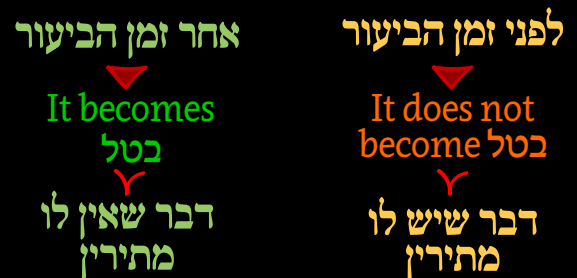 לפני זמן הביעור
It does not
become בטל
דבר שיש לו
מתירין
אחר זמן הביעור
It becomes
בטל
דבר שאין לו
מתירין